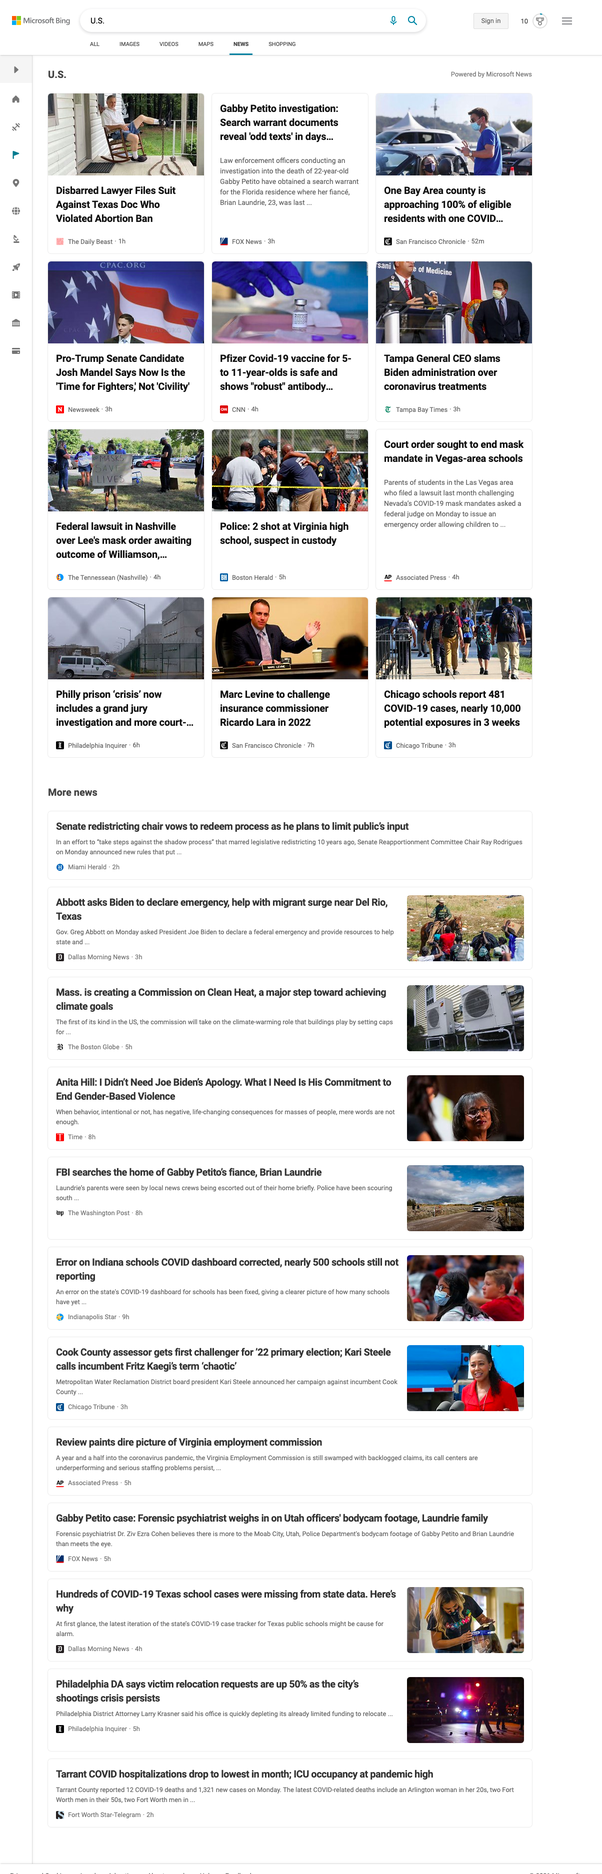 Microsoft Bing
U.S.
Sign in
10
ALL
IMAGES
VIDEOS
MAPS
NEWS
SHOPPING
U.S.
Powered by Microsoft News
Disbarred Lawyer Files Suit
Against Texas Doc Who
Violated Abortion Ban
The Daily Beast · 1h
Gabby Petito investigation:
Search warrant documents
reveal 'odd texts' in days...
Law enforcement officers conducting an
investigation into the death of 22-year-old
Gabby Petito have obtained a search warrant
for the Florida residence where her fiancé,
Brian Laundrie, 23, was last ...
FOX News · 3h
One Bay Area county is
approaching 100% of eligible
residents with one COVID...
San Francisco Chronicle · 52m
CPAC.ORG
Pro-Trump Senate Candidate
Josh Mandel Says Now Is the
'Time for Fighters,' Not 'Civility'
Newsweek · 3h
Pfizer Covid-19 vaccine for 5-
to 11-year-olds is safe and
shows "robust" antibody...
CNN · 4h
of Medicine
Tampa General CEO slams
Biden administration over
coronavirus treatments
Tampa Bay Times · 3h
Federal lawsuit in Nashville
over Lee's mask order awaiting
outcome of Williamson,...
The Tennessean (Nashville) · 4h
Police: 2 shot at Virginia high
school, suspect in custody
Boston Herald · 5h
Court order sought to end mask
mandate in Vegas-area schools
Parents of students in the Las Vegas area
who filed a lawsuit last month challenging
Nevada's COVID-19 mask mandates asked a
federal judge on Monday to issue an
emergency order allowing children to ...
AP Associated Press · 4h
Philly prison 'crisis' now
includes a grand jury
investigation and more court-...
Philadelphia Inquirer · 6h
MARC LEVINE
Marc Levine to challenge
insurance commissioner
Ricardo Lara in 2022
San Francisco Chronicle · 7h
Chicago schools report 481
COVID-19 cases, nearly 10,000
potential exposures in 3 weeks
Chicago Tribune · 3h
More news
Senate redistricting chair vows to redeem process as he plans to limit public's input
In an effort to "take steps against the shadow process" that marred legislative redistricting 10 years ago, Senate Reapportionment Committee Chair Ray Rodrigues
on Monday announced new rules that put ...
Miami Herald · 2h
Abbott asks Biden to declare emergency, help with migrant surge near Del Rio,
Texas
Gov. Greg Abbott on Monday asked President Joe Biden to declare a federal emergency and provide resources to help
state and ...
Dallas Morning News · 3h
Mass. is creating a Commission on Clean Heat, a major step toward achieving
climate goals
The first of its kind in the US, the commission will take on the climate-warming role that buildings play by setting caps
for ...
The Boston Globe · 5h
Anita Hill: I Didn't Need Joe Biden's Apology. What I Need Is His Commitment to
End Gender-Based Violence
When behavior, intentional or not, has negative, life-changing consequences for masses of people, mere words are not
enough.
Time · 8h
FBI searches the home of Gabby Petito's fiance, Brian Laundrie
Laundrie's parents were seen by local news crews being escorted out of their home briefly. Police have been scouring
south ...
wp The Washington Post · 8h
Error on Indiana schools COVID dashboard corrected, nearly 500 schools still not
reporting
An error on the state's COVID-19 dashboard for schools has been fixed, giving a clearer picture of how many schools
have yet ...
Indianapolis Star · 9h
Cook County assessor gets first challenger for '22 primary election; Kari Steele
calls incumbent Fritz Kaegi's term 'chaotic'
Metropolitan Water Reclamation District board president Kari Steele announced her campaign against incumbent Cook
County ...
Chicago Tribune · 3h
Review paints dire picture of Virginia employment commission
A year and a half into the coronavirus pandemic, the Virginia Employment Commission is still swamped with backlogged claims, its call centers are
underperforming and serious staffing problems persist, ...
AP Associated Press · 5h
Gabby Petito case: Forensic psychiatrist weighs in on Utah officers' bodycam footage, Laundrie family
Forensic psychiatrist Dr. Ziv Ezra Cohen believes there is more to the Moab City, Utah, Police Department's bodycam footage of Gabby Petito and Brian Laundrie
than meets the eye.
FOX News · 5h
Hundreds of COVID-19 Texas school cases were missing from state data. Here's
why
At first glance, the latest iteration of the state's COVID-19 case tracker for Texas public schools might be cause for
alarm.
Dallas Morning News · 4h
Philadelphia DA says victim relocation requests are up 50% as the city's
shootings crisis persists
Philadelphia District Attorney Larry Krasner said his office is quickly depleting its already limited funding to relocate ...
Philadelphia Inquirer · 5h
Tarrant COVID hospitalizations drop to lowest in month; ICU occupancy at pandemic high
Tarrant County reported 12 COVID-19 deaths and 1,321 new cases on Monday. The latest COVID-related deaths include an Arlington woman in her 20s, two Fort
Worth men in their 50s, two Fort Worth men in ...
Fort Worth Star-Telegram · 2h